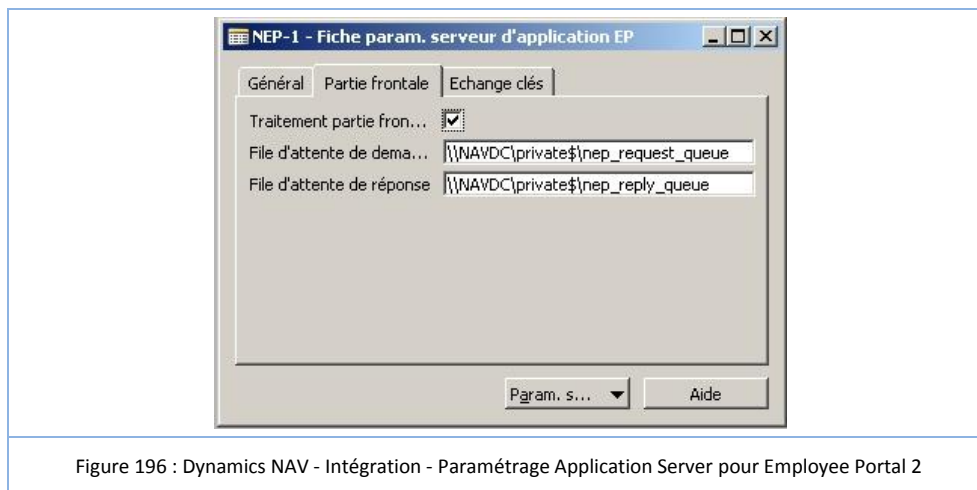 NEP-1 - Fiche param. serveur d'application EP
Général Partie frontale Echange clés
Traitement partie fron...
File d'attente de dema... \\NAVDC\private$\nep_request_queue
File d'attente de réponse \\NAVDC\private$\nep_reply_queue
Param. s... Aide
Figure 196 : Dynamics NAV - Intégration - Paramétrage Application Server pour Employee Portal 2